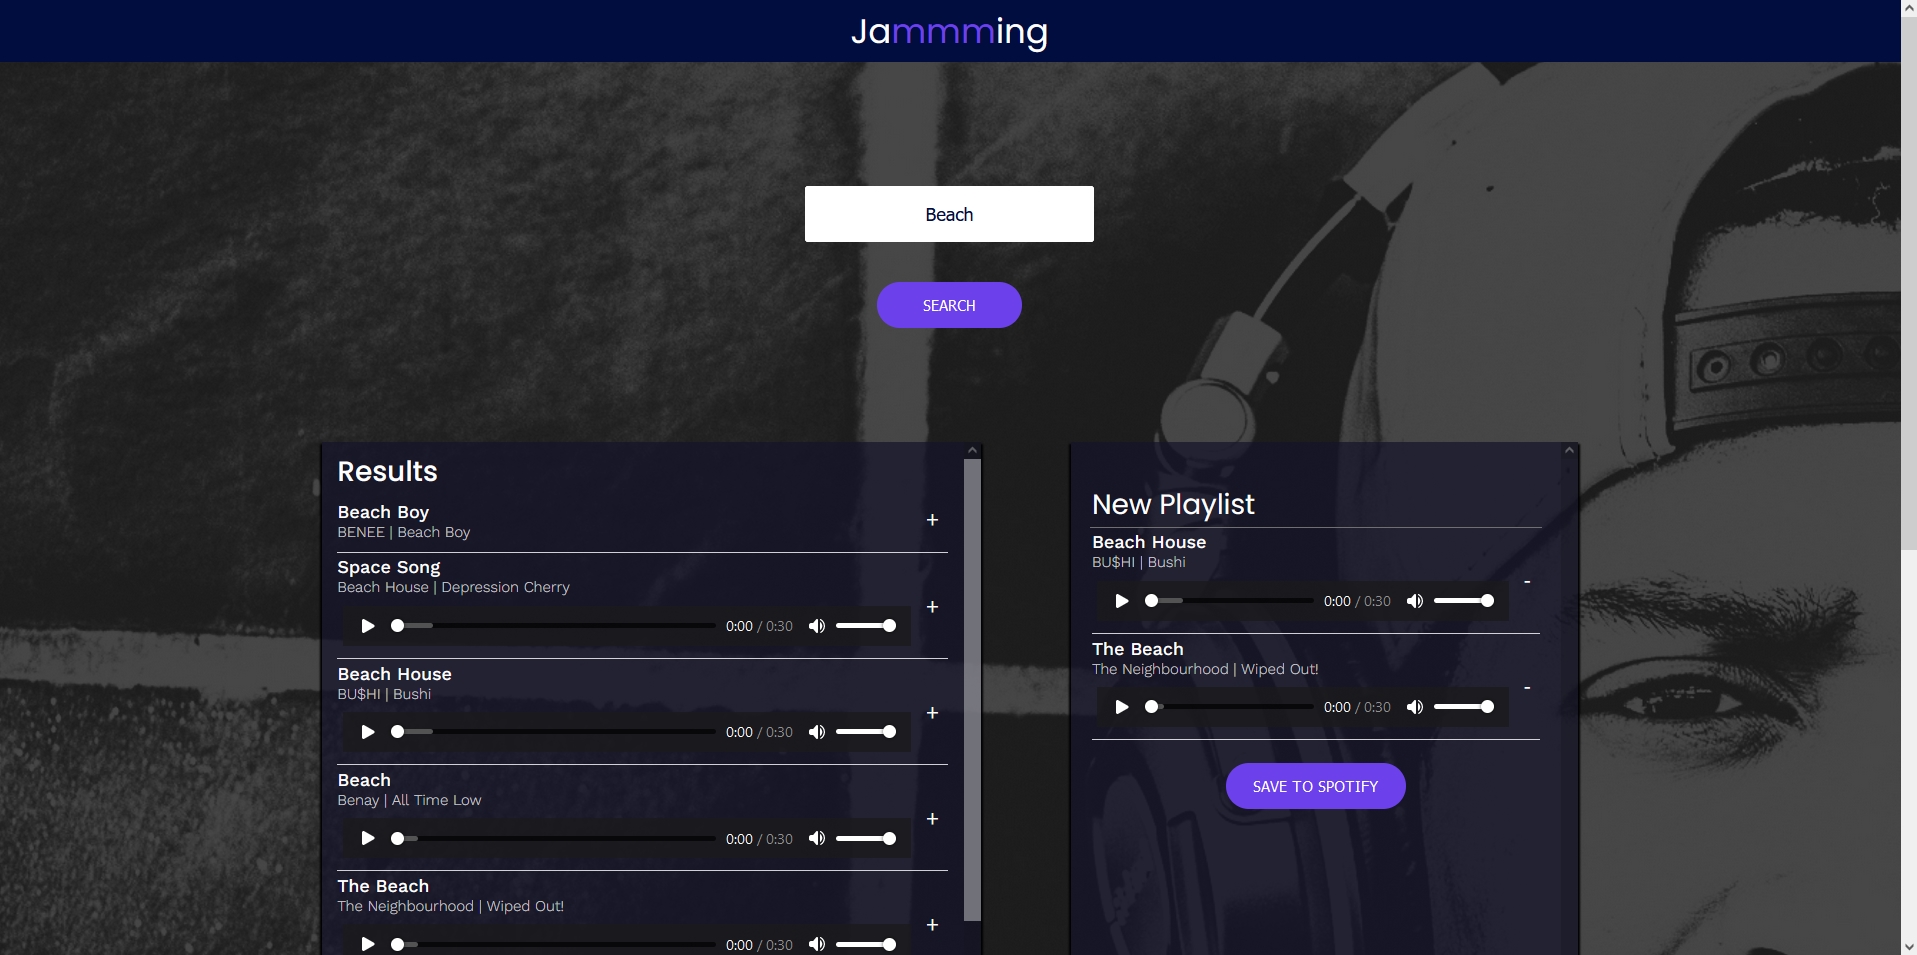 Jammming
Beach
SEARCH
Results
Beach Boy
BENEE | Beach Boy
+
Space Song
Beach House | Depression Cherry
+
0:00 / 0:30
Beach House
BU$HI | Bushi
+
0:00 / 0:30
Beach
Benay | All Time Low
+
0:00 / 0:30
The Beach
The Neighbourhood | Wiped Out!
+
0:00 / 0:30
New Playlist
Beach House
BU$HI | Bushi
-
0:00 / 0:30
The Beach
The Neighbourhood | Wiped Out!
-
0:00 / 0:30
SAVE TO SPOTIFY